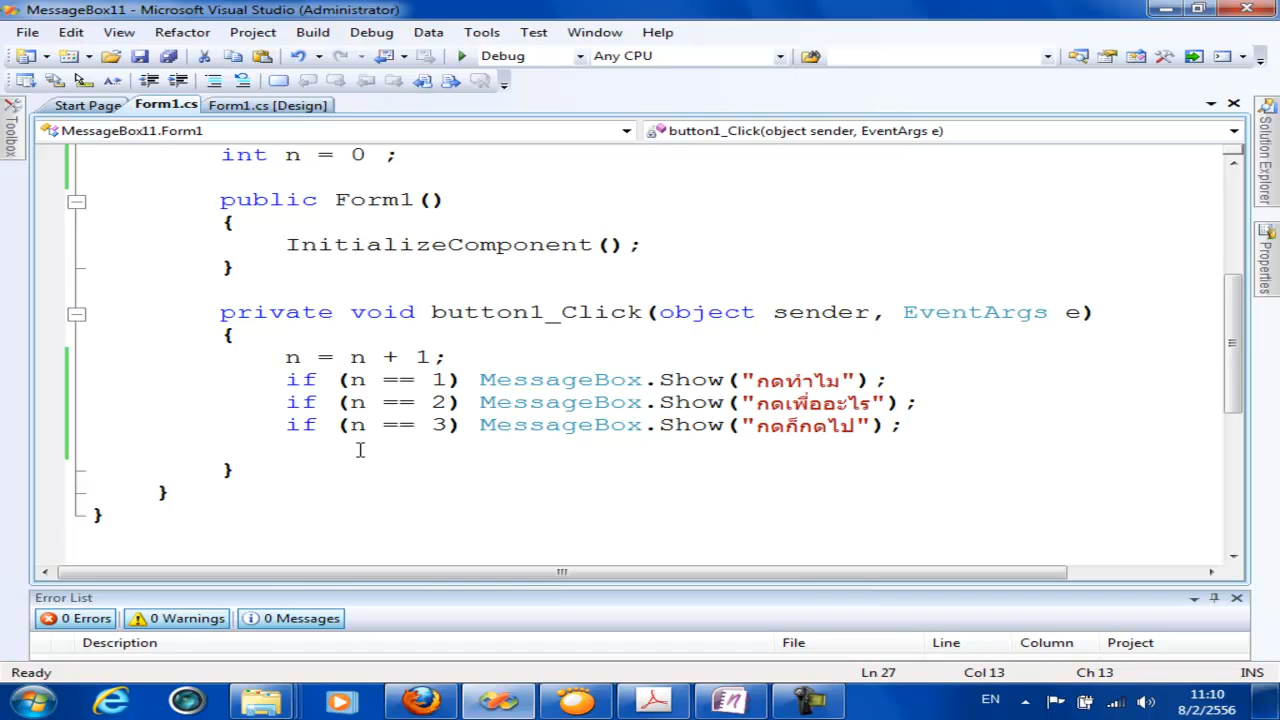 MessageBox11 - Microsoft Visual Studio (Administrator)
File Edit View Refactor Project Build Debug Data Tools Test Window Help
Debug Any CPU
Start Page Form1.cs Form1.cs [Design]
Toolbox
MessageBox11.Form1 button1_Click(object sender, EventArgs e)
Solution Explorer
Properties
int n = 0 ;
public Form1()
{
InitializeComponent();
}
private void button1_Click(object sender, EventArgs e)
{
n = n + 1;
if (n == 1) MessageBox.Show("กดทำไม");
if (n == 2) MessageBox.Show("กดเพื่ออะไร");
if (n == 3) MessageBox.Show("กดก็กดไป");
}
}
}
Error List
0 Errors 0 Warnings 0 Messages
Description File Line Column Project
Ready Ln 27 Col 13 Ch 13 INS
EN 11:10
8/2/2556